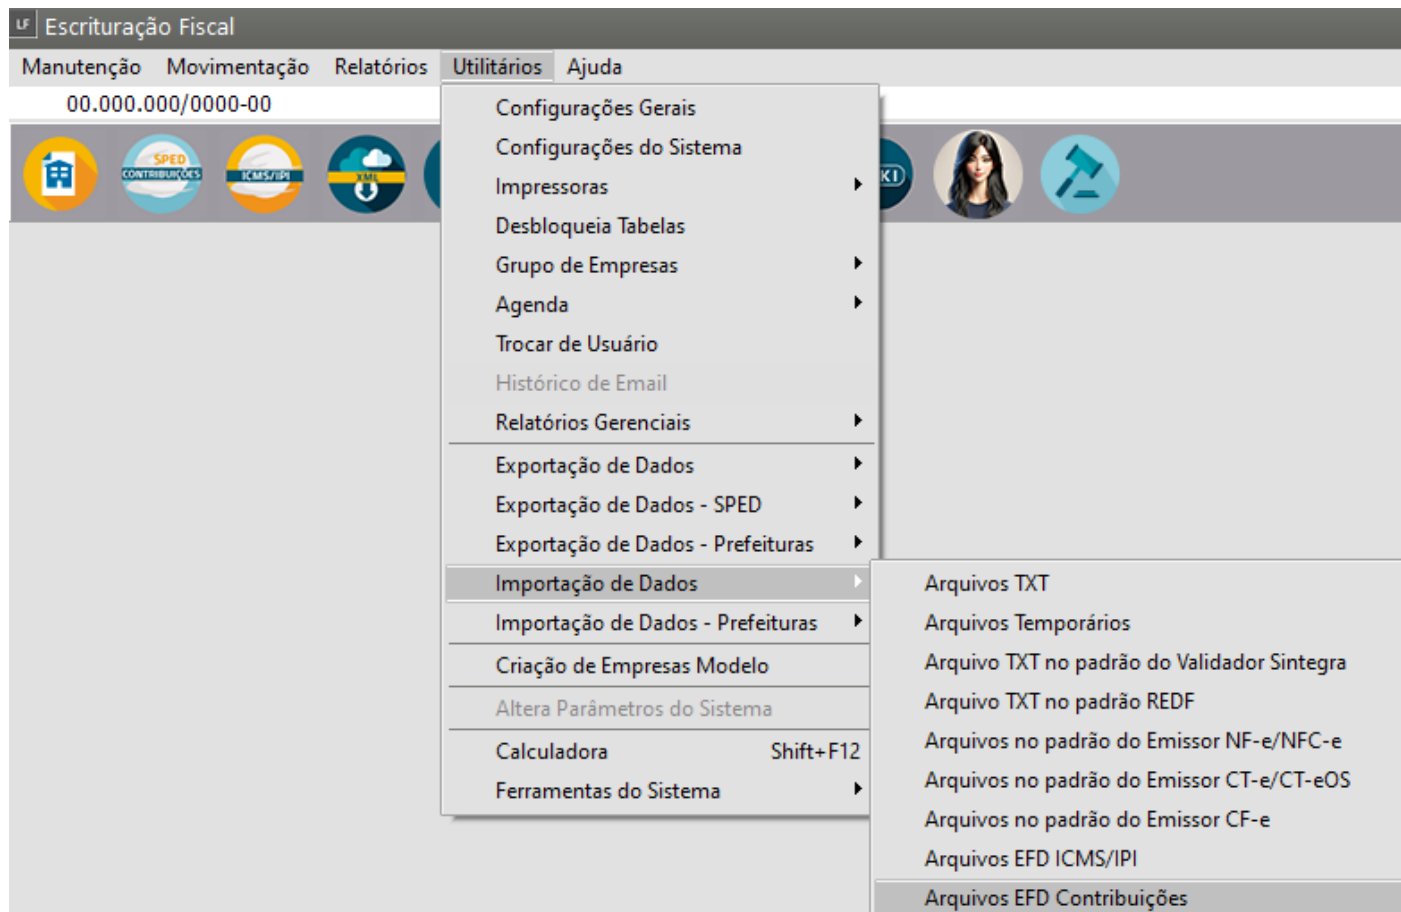 LF Escrituração Fiscal
Manutenção Movimentação Relatórios Utilitários Ajuda
00.000.000/0000-00
SPED
CONTRIBUIÇÕES
ICMS/IPI
XML
KI)
Configurações Gerais
Configurações do Sistema
Impressoras
Desbloqueia Tabelas
Grupo de Empresas
Agenda
Trocar de Usuário
Histórico de Email
Relatórios Gerenciais
Exportação de Dados
Exportação de Dados - SPED
Exportação de Dados - Prefeituras
Importação de Dados
Importação de Dados - Prefeituras
Criação de Empresas Modelo
Altera Parâmetros do Sistema
Calculadora Shift+F12
Ferramentas do Sistema
Arquivos TXT
Arquivos Temporários
Arquivo TXT no padrão do Validador Sintegra
Arquivo TXT no padrão REDF
Arquivos no padrão do Emissor NF-e/NFC-e
Arquivos no padrão do Emissor CT-e/CT-eOS
Arquivos no padrão do Emissor CF-e
Arquivos EFD ICMS/IPI
Arquivos EFD Contribuições